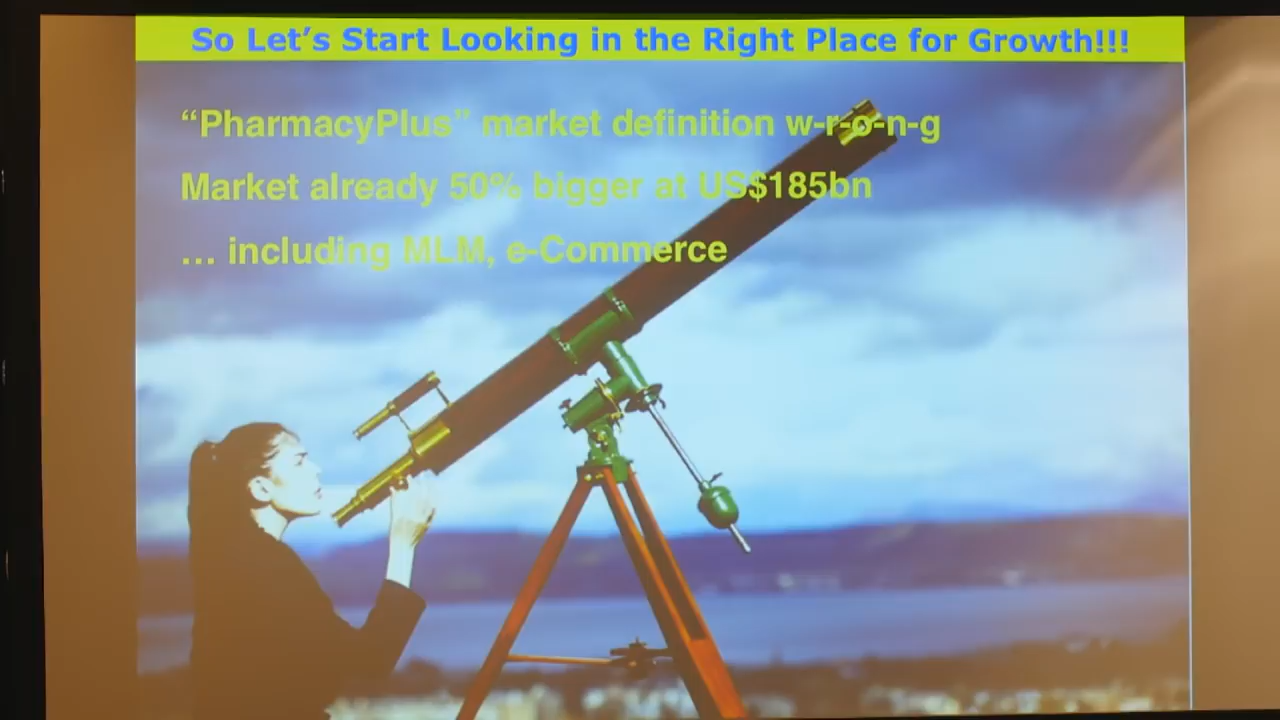 So Let’s Start Looking in the Right Place for Growth!!!
“PharmacyPlus” market definition w-r-o-n-g
Market already 50% bigger at US$185bn
... including MLM, e-Commerce